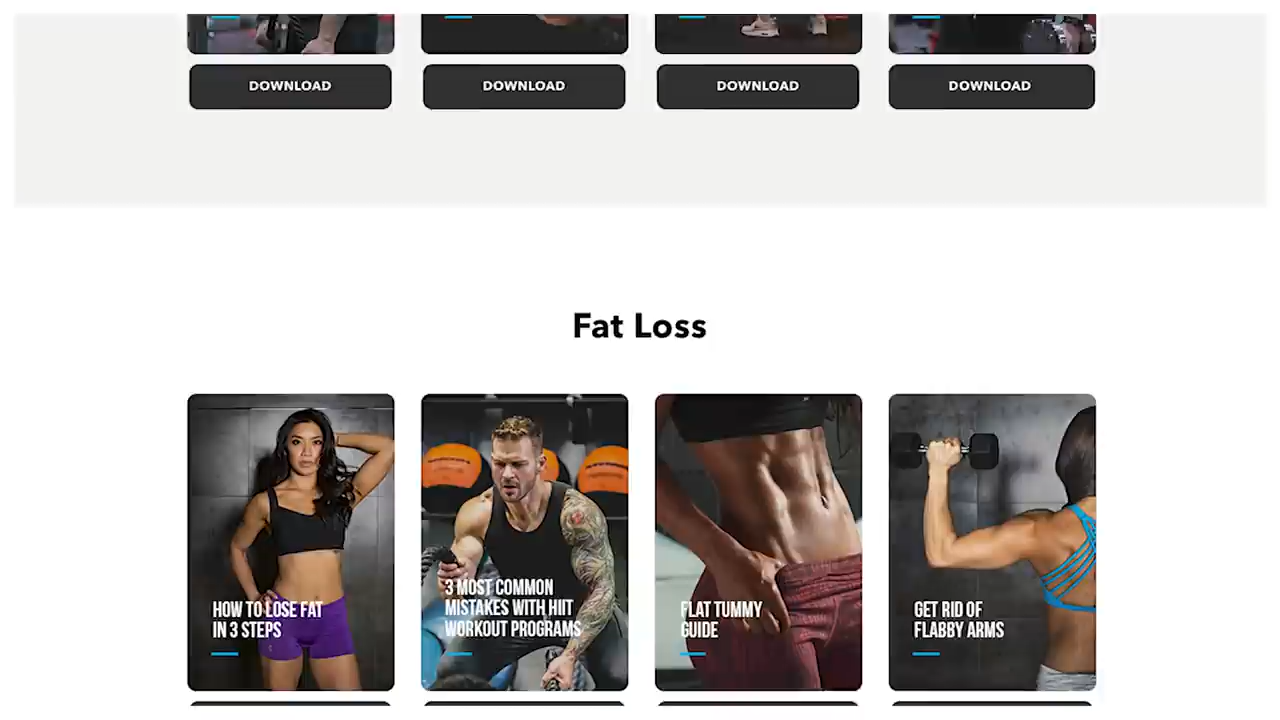 DOWNLOAD DOWNLOAD DOWNLOAD DOWNLOAD
Fat Loss
HOW TO LOSE FAT
IN 3 STEPS
3 MOST COMMON
MISTAKES WITH HIIT
WORKOUT PROGRAMS
FLAT TUMMY
GUIDE
GET RID OF
FLABBY ARMS